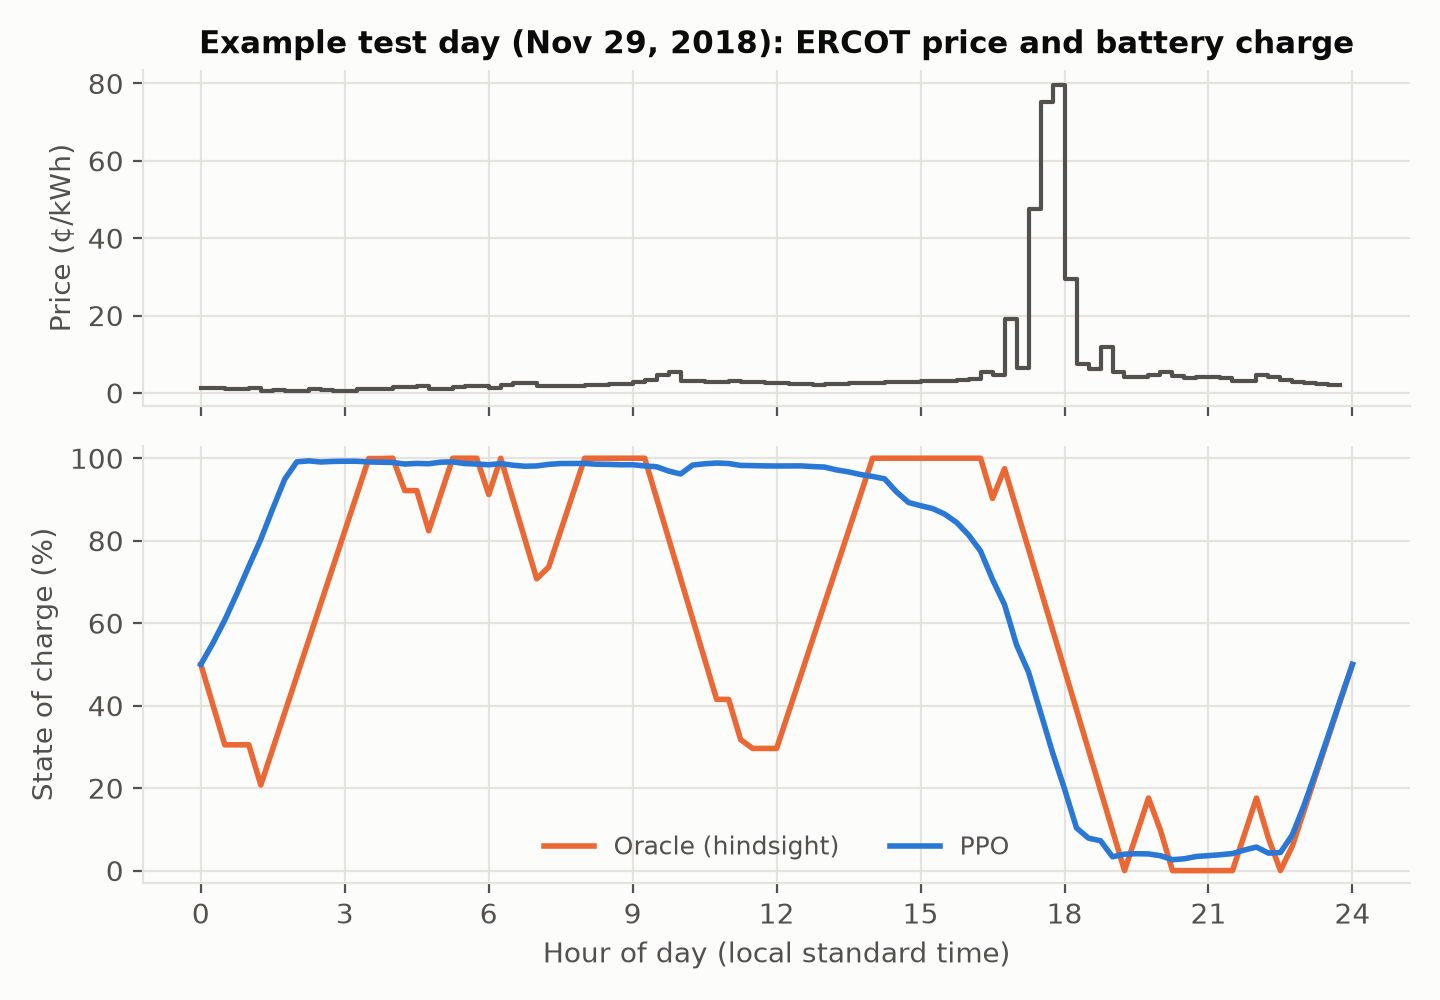 Example test day (Nov 29, 2018): ERCOT price and battery charge
80
60
40
20
0
Price (¢/kWh)
100
80
60
40
20
0
State of charge (%)
Oracle (hindsight) PPO
0 3 6 9 12 15 18 21 24
Hour of day (local standard time)